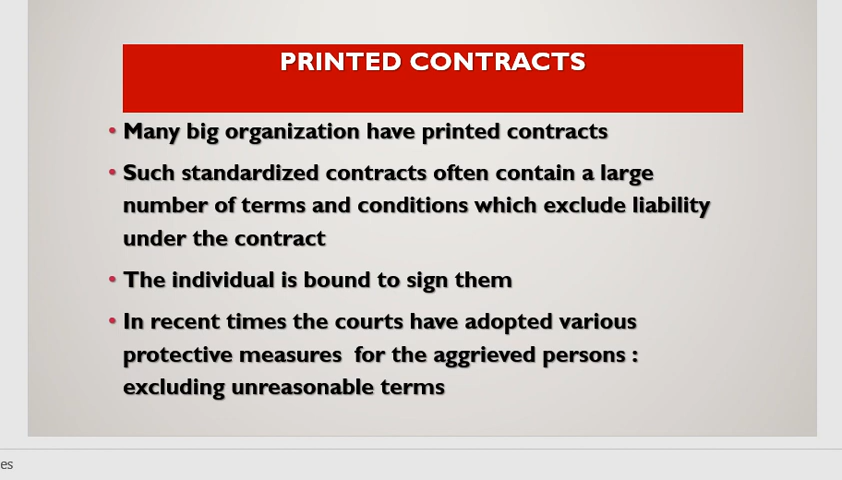 PRINTED CONTRACTS
• Many big organization have printed contracts
• Such standardized contracts often contain a large
number of terms and conditions which exclude liability
under the contract
• The individual is bound to sign them
• In recent times the courts have adopted various
protective measures for the aggrieved persons :
excluding unreasonable terms
es